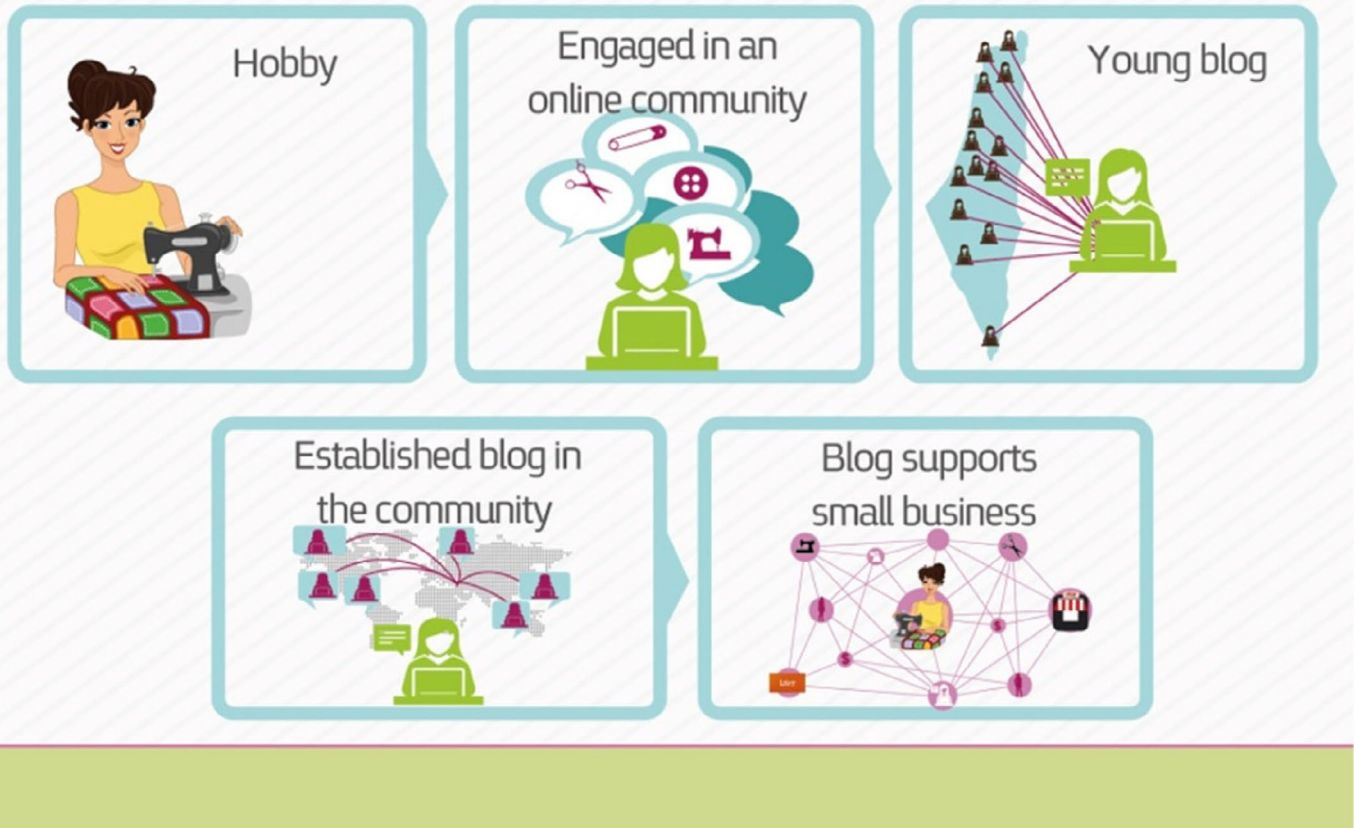 Hobby
Engaged in an
online community
Young blog
Established blog in
the community
Blog supports
small business